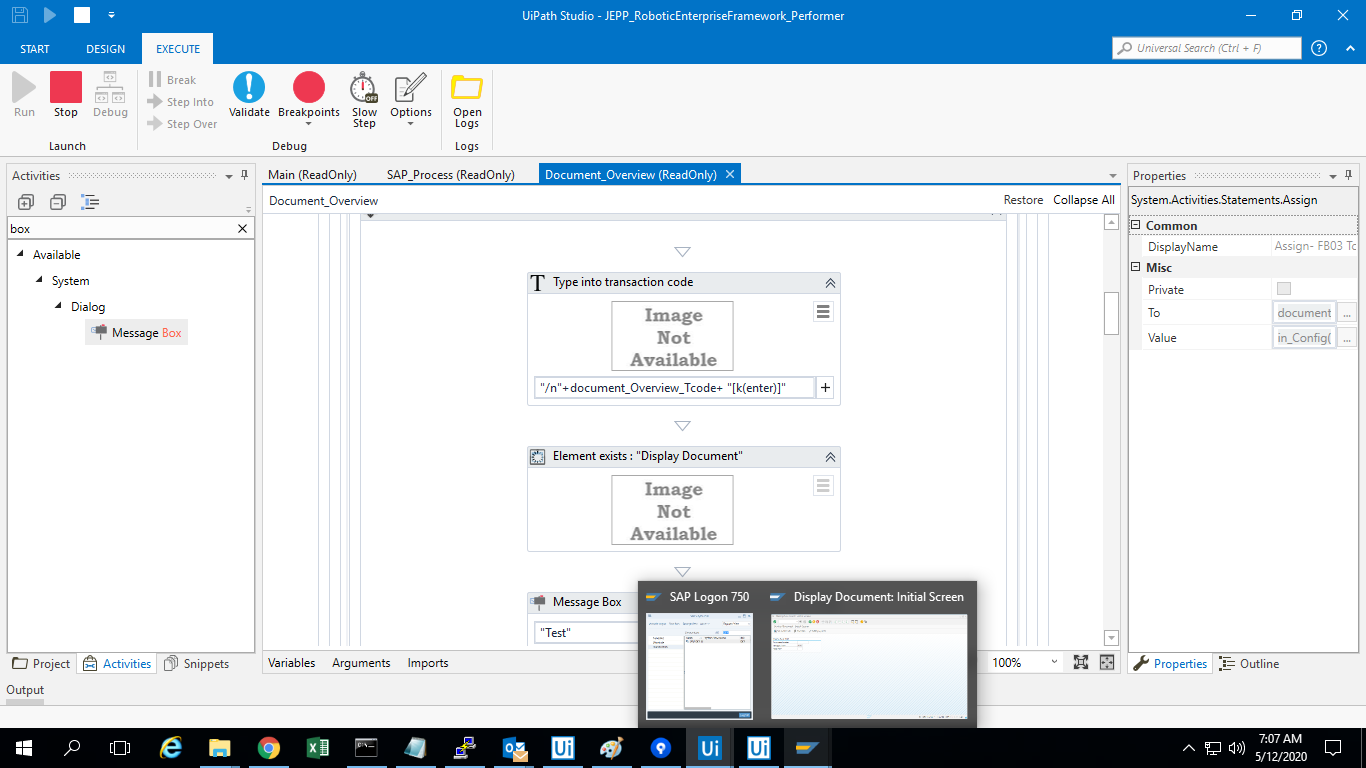 UiPath Studio - JEPP_RoboticEnterpriseFramework_Performer
START DESIGN EXECUTE
Universal Search (Ctrl + F)
Run Stop Debug
Break
Step Into
Step Over
Validate Breakpoints Slow Step Options
Open Logs
Launch Debug Logs
Activities
box
Available
System
Dialog
Message Box
Project Activities Snippets
Output
Main (ReadOnly) SAP_Process (ReadOnly) Document_Overview (ReadOnly)
Document_Overview Restore Collapse All
Type into transaction code
Image
Not
Available
"/n"+document_Overview_Tcode+ "[k(enter)]"
Element exists : "Display Document"
Image
Not
Available
Message Box
"Test"
SAP Logon 750 Display Document: Initial Screen
Variables Arguments Imports 100%
Properties
System.Activities.Statements.Assign
Common
DisplayName Assign- FB03 Tc
Misc
Private
To document ...
Value in_Config( ...
Properties Outline
7:07 AM
5/12/2020